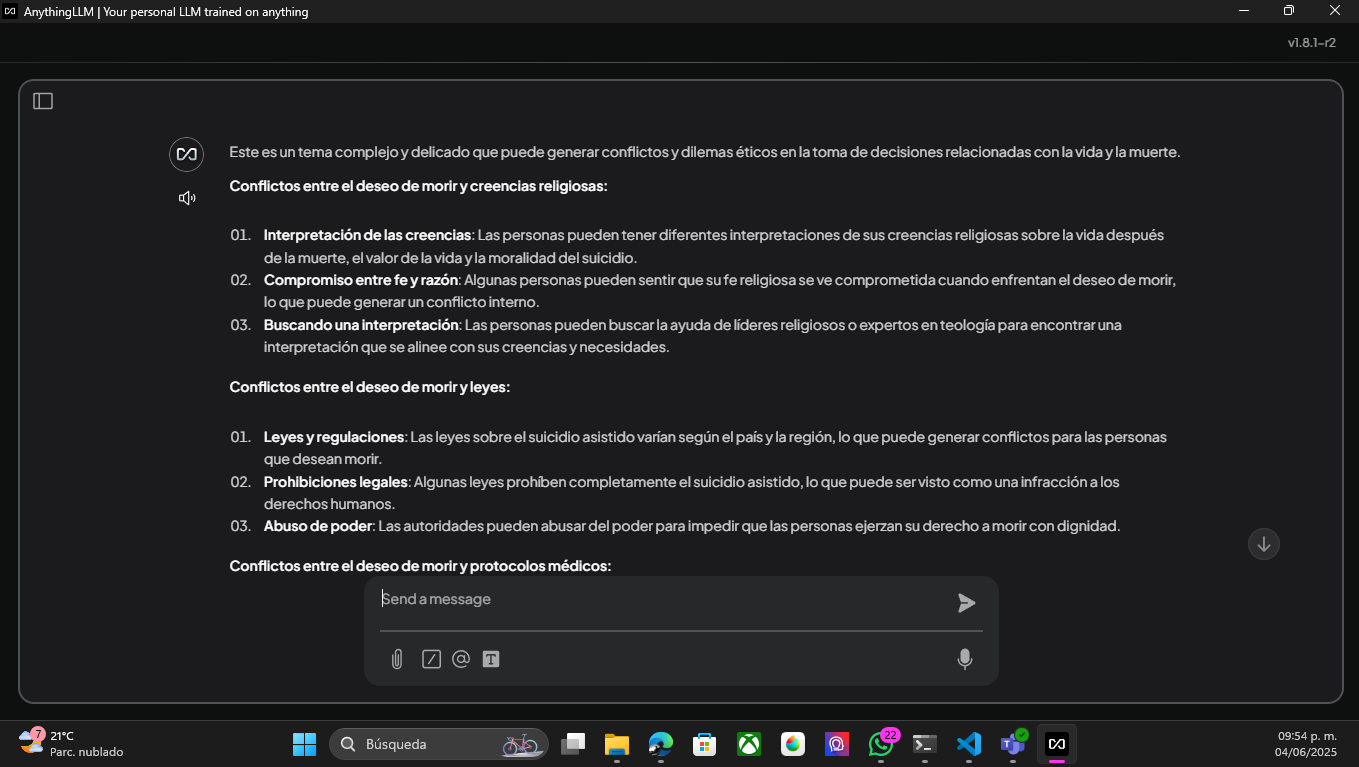 AnythingLLM | Your personal LLM trained on anything
v1.8.1-r2
Este es un tema complejo y delicado que puede generar conflictos y dilemas éticos en la toma de decisiones relacionadas con la vida y la muerte.
Conflictos entre el deseo de morir y creencias religiosas:
01. Interpretación de las creencias: Las personas pueden tener diferentes interpretaciones de sus creencias religiosas sobre la vida después
de la muerte, el valor de la vida y la moralidad del suicidio.
02. Compromiso entre fe y razón: Algunas personas pueden sentir que su fe religiosa se ve comprometida cuando enfrentan el deseo de morir,
lo que puede generar un conflicto interno.
03. Buscando una interpretación: Las personas pueden buscar la ayuda de líderes religiosos o expertos en teología para encontrar una
interpretación que se alinee con sus creencias y necesidades.
Conflictos entre el deseo de morir y leyes:
01. Leyes y regulaciones: Las leyes sobre el suicidio asistido varían según el país y la región, lo que puede generar conflictos para las personas
que desean morir.
02. Prohibiciones legales: Algunas leyes prohíben completamente el suicidio asistido, lo que puede ser visto como una infracción a los
derechos humanos.
03. Abuso de poder: Las autoridades pueden abusar del poder para impedir que las personas ejerzan su derecho a morir con dignidad.
Conflictos entre el deseo de morir y protocolos médicos:
Send a message
7
21°C
Parc. nublado
Búsqueda
22
09:54 p. m.
04/06/2025